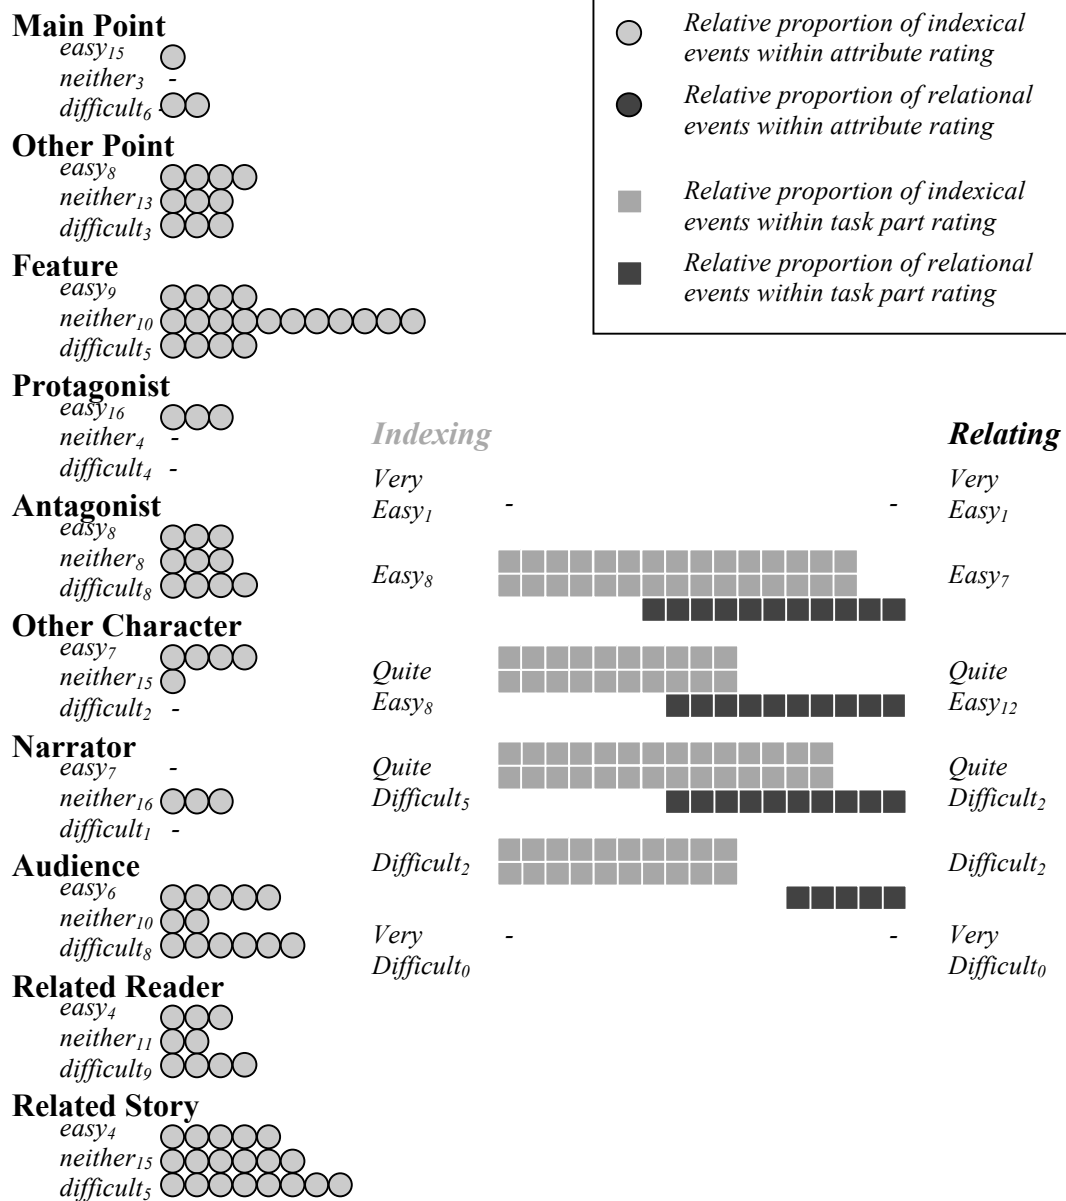 Main Point
easy15
neither3 -
difficult6 -
Other Point
easy8
neither13
difficult3
Feature
easy9
neither10
difficult5
Protagonist
easy16
neither4 -
difficult4 -
Antagonist
easy8
neither8
difficult8
Other Character
easy7
neither15
difficult2 -
Narrator
easy7 -
neither16
difficult1 -
Audience
easy6
neither10
difficult8
Related Reader
easy4
neither11
difficult9
Related Story
easy4
neither15
difficult5
Relative proportion of indexical
events within attribute rating
Relative proportion of relational
events within attribute rating
Relative proportion of indexical
events within task part rating
Relative proportion of relational
events within task part rating
Indexing
Relating
Very
Easy1
- -
Very
Easy1
Easy8
Easy7
Quite
Easy8
Quite
Easy12
Quite
Difficult5
Quite
Difficult2
Difficult2
Difficult2
Very
Difficult0
- -
Very
Difficult0